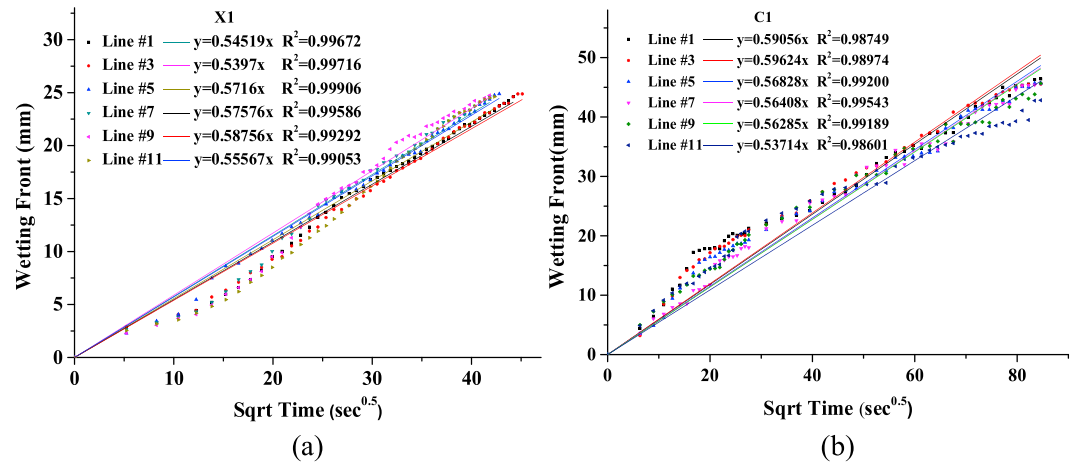 X1
Line #1 y=0.54519x R²=0.99672
Line #3 y=0.5397x R²=0.99716
Line #5 y=0.5716x R²=0.99906
Line #7 y=0.57576x R²=0.99586
Line #9 y=0.58756x R²=0.99292
Line #11 y=0.55567x R²=0.99053
30
25
20
15
10
5
0
0 10 20 30 40
Wetting Front (mm)
Sqrt Time (sec^0.5)
(a)
C1
Line #1 y=0.59056x R²=0.98749
Line #3 y=0.59624x R²=0.98974
Line #5 y=0.56828x R²=0.99200
Line #7 y=0.56408x R²=0.99543
Line #9 y=0.56285x R²=0.99189
Line #11 y=0.53714x R²=0.98601
50
40
30
20
10
0
0 20 40 60 80
Wetting Front(mm)
Sqrt Time (sec^0.5)
(b)